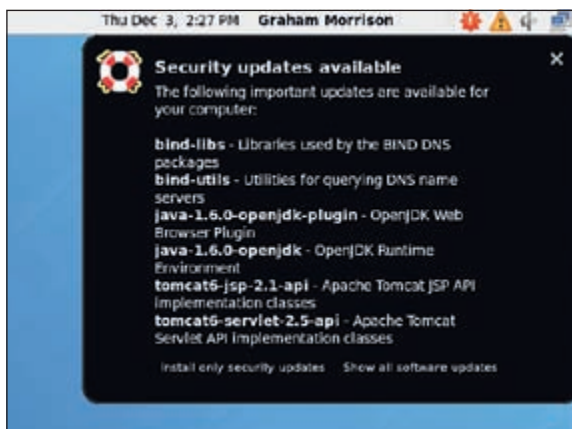 Thu Dec 3, 2:27 PM Graham Morrison
Security updates available
The following important updates are available for
your computer:
bind-libs - Libraries used by the BIND DNS
packages
bind-utils - Utilities for querying DNS name
servers
java-1.6.0-openjdk-plugin - OpenJDK Web
Browser Plugin
java-1.6.0-openjdk - OpenJDK Runtime
Environment
tomcat6-jsp-2.1-api - Apache Tomcat JSP API
implementation classes
tomcat6-servlet-2.5-api - Apache Tomcat
Servlet API implementation classes
Install only security updates Show all software updates